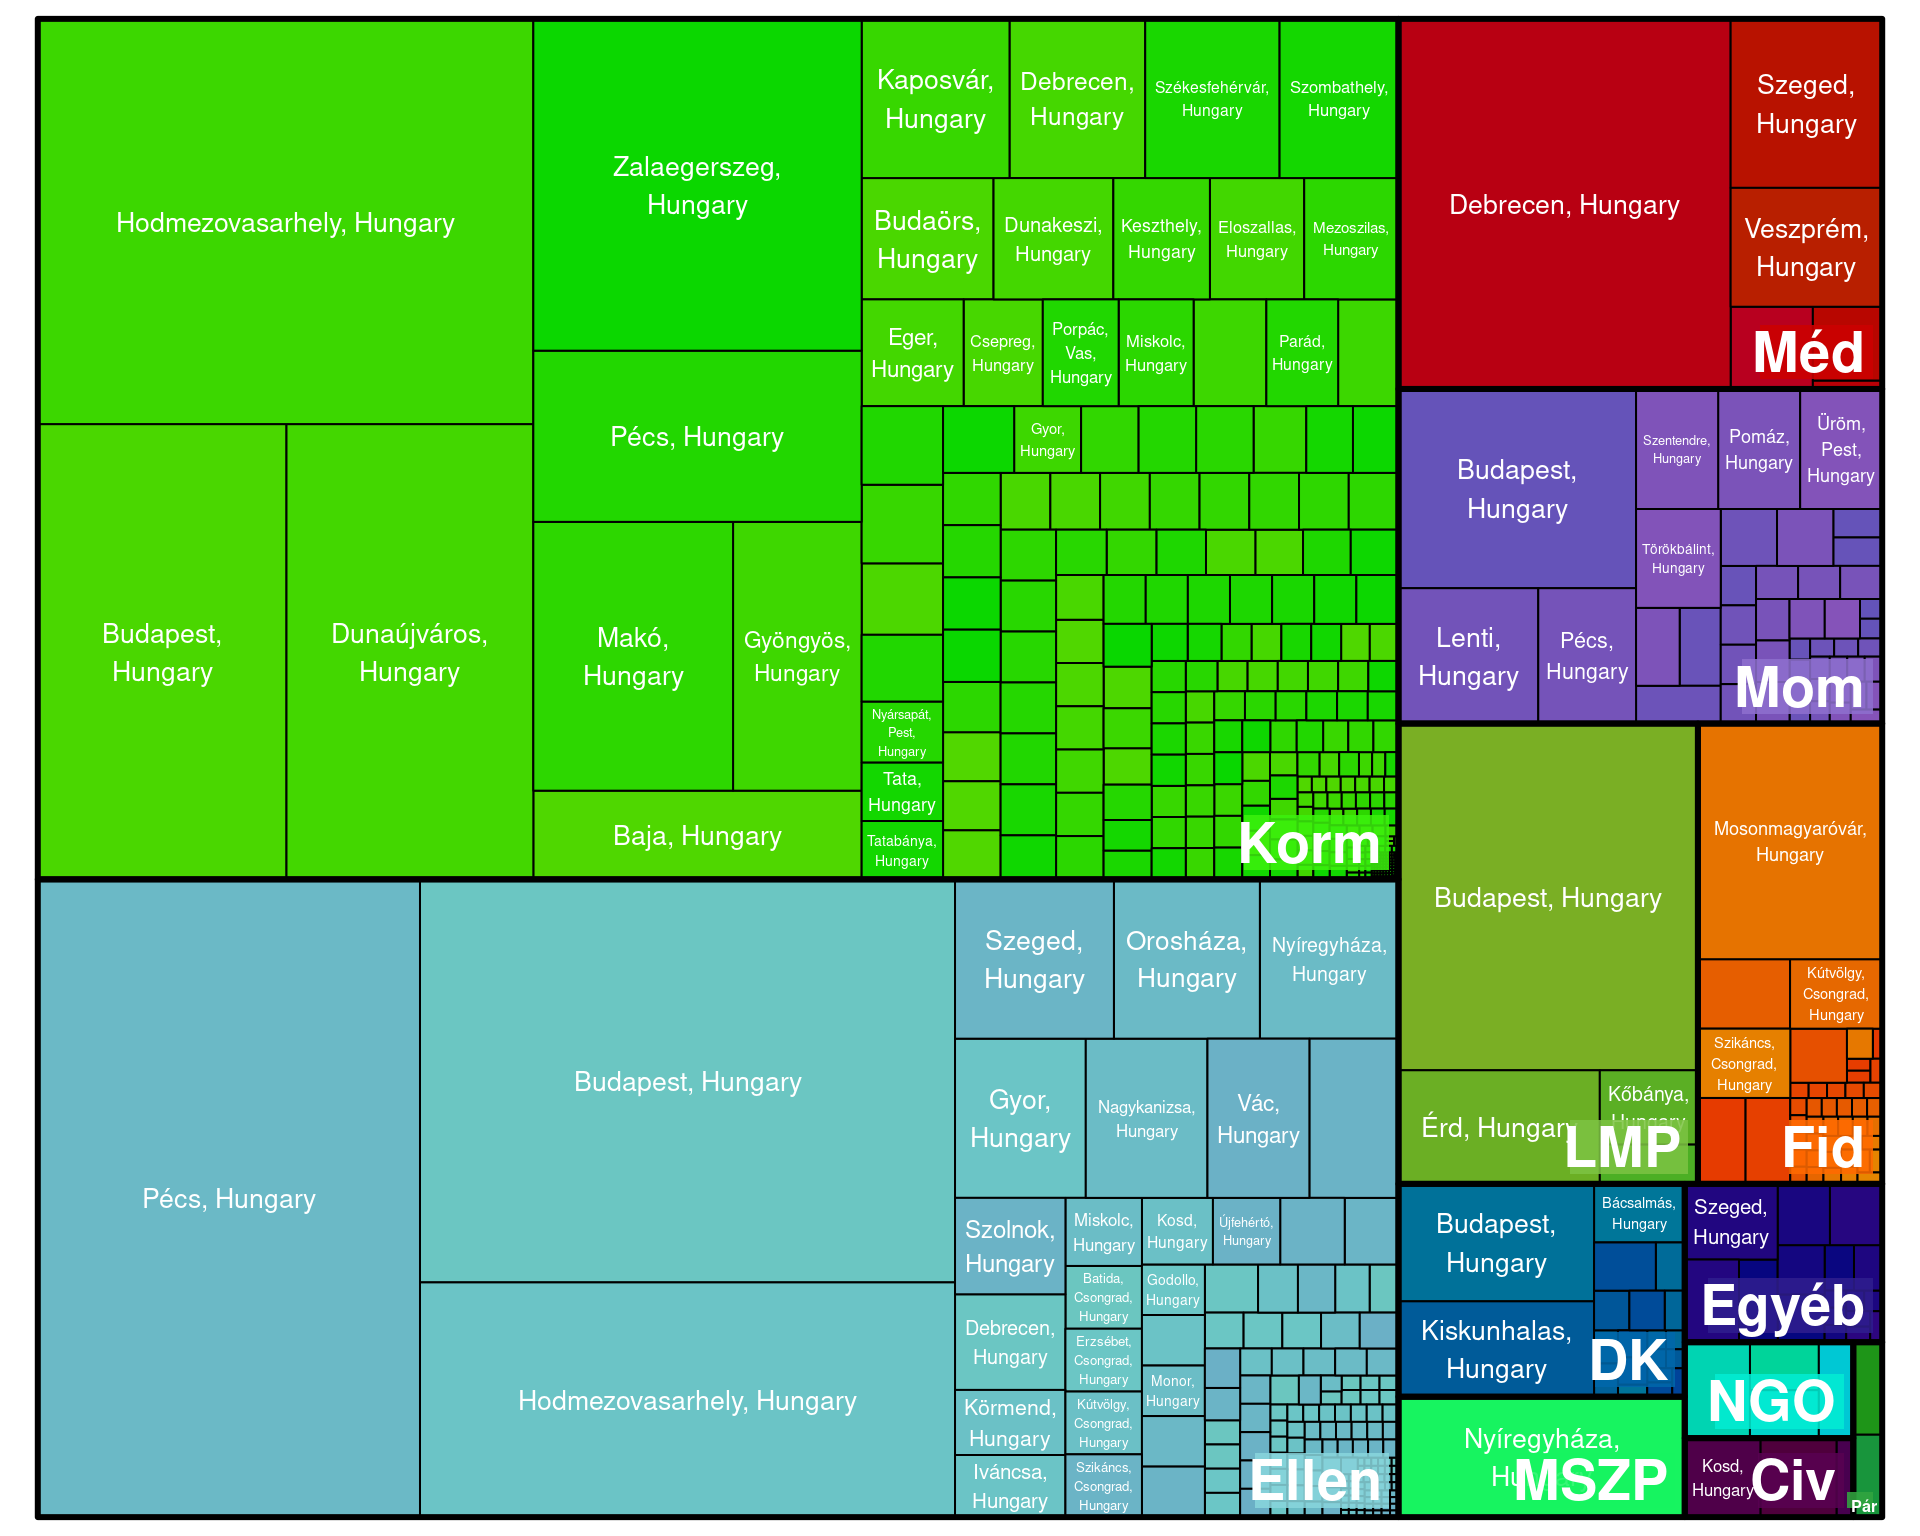 Hodmezovasarhely, Hungary
Budapest,
Hungary
Dunaújváros,
Hungary
Zalaegerszeg,
Hungary
Pécs, Hungary
Makó,
Hungary
Gyöngyös,
Hungary
Baja, Hungary
Kaposvár,
Hungary
Debrecen,
Hungary
Székesfehérvár,
Hungary
Szombathely,
Hungary
Budaörs,
Hungary
Dunakeszi,
Hungary
Keszthely,
Hungary
Eloszallas,
Hungary
Mezoszilas,
Hungary
Eger,
Hungary
Csepreg,
Hungary
Porpác,
Vas,
Hungary
Miskolc,
Hungary
Parád,
Hungary
Gyor,
Hungary
Nyársapát,
Pest,
Hungary
Tata,
Hungary
Tatabánya,
Hungary
Korm
Pécs, Hungary
Budapest, Hungary
Hodmezovasarhely, Hungary
Szeged,
Hungary
Orosháza,
Hungary
Nyíregyháza,
Hungary
Gyor,
Hungary
Nagykanizsa,
Hungary
Vác,
Hungary
Szolnok,
Hungary
Miskolc,
Hungary
Kosd,
Hungary
Újfehértó,
Hungary
Batida,
Csongrad,
Hungary
Godollo,
Hungary
Debrecen,
Hungary
Erzsébet,
Csongrad,
Hungary
Monor,
Hungary
Körmend,
Hungary
Kútvölgy,
Csongrad,
Hungary
Iváncsa,
Hungary
Szikáncs,
Csongrad,
Hungary
Ellen
Debrecen, Hungary
Szeged,
Hungary
Veszprém,
Hungary
Méd
Budapest,
Hungary
Szentendre,
Hungary
Pomáz,
Hungary
Üröm,
Pest,
Hungary
Törökbálint,
Hungary
Lenti,
Hungary
Pécs,
Hungary
Mom
Budapest, Hungary
Érd, Hungary
Kőbánya,
Hungary
LMP
Mosonmagyaróvár,
Hungary
Kútvölgy,
Csongrad,
Hungary
Szikáncs,
Csongrad,
Hungary
Fid
Budapest,
Hungary
Bácsalmás,
Hungary
Kiskunhalas,
Hungary
DK
Szeged,
Hungary
Egyéb
NGO
Nyíregyháza,
MSZP
Kosd,
Hungary
Civ
Pár